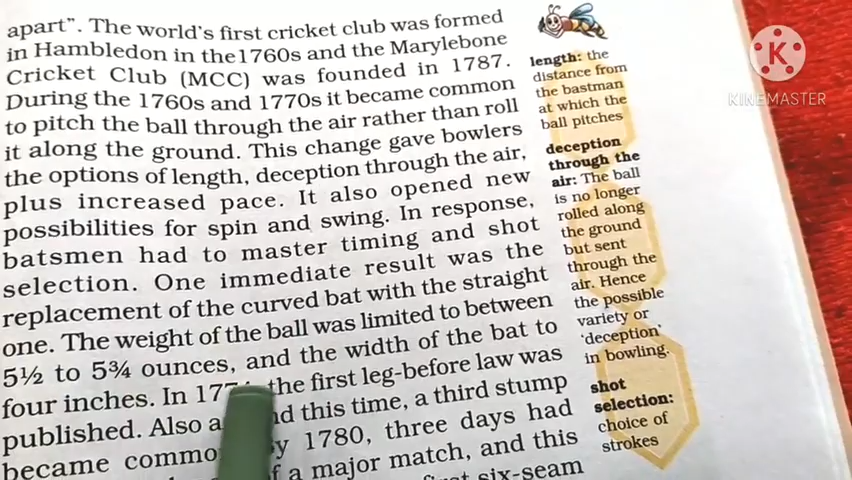 apart". The world's first cricket club was formed
in Hambledon in the1760s and the Marylebone
Cricket Club (MCC) was founded in 1787.
During the 1760s and 1770s it became common
to pitch the ball through the air rather than roll
it along the ground. This change gave bowlers
the options of length, deception through the air,
plus increased pace. It also opened new
possibilities for spin and swing. In response,
batsmen had to master timing and shot
selection. One immediate result was the
replacement of the curved bat with the straight
one. The weight of the ball was limited to between
5½ to 5¾ ounces, and the width of the bat to
four inches. In the first leg-before law was
published. Also this time, a third stump
became 1780, three days had
a major match, and this
six-seam
length: the
distance from
the bastman
at which the
ball pitches
deception
through the
air: The ball
is no longer
rolled along
the ground
but sent
through the
air. Hence
the possible
variety or
'deception'
in bowling.
shot
selection:
choice of
strokes
K
KINEMASTER